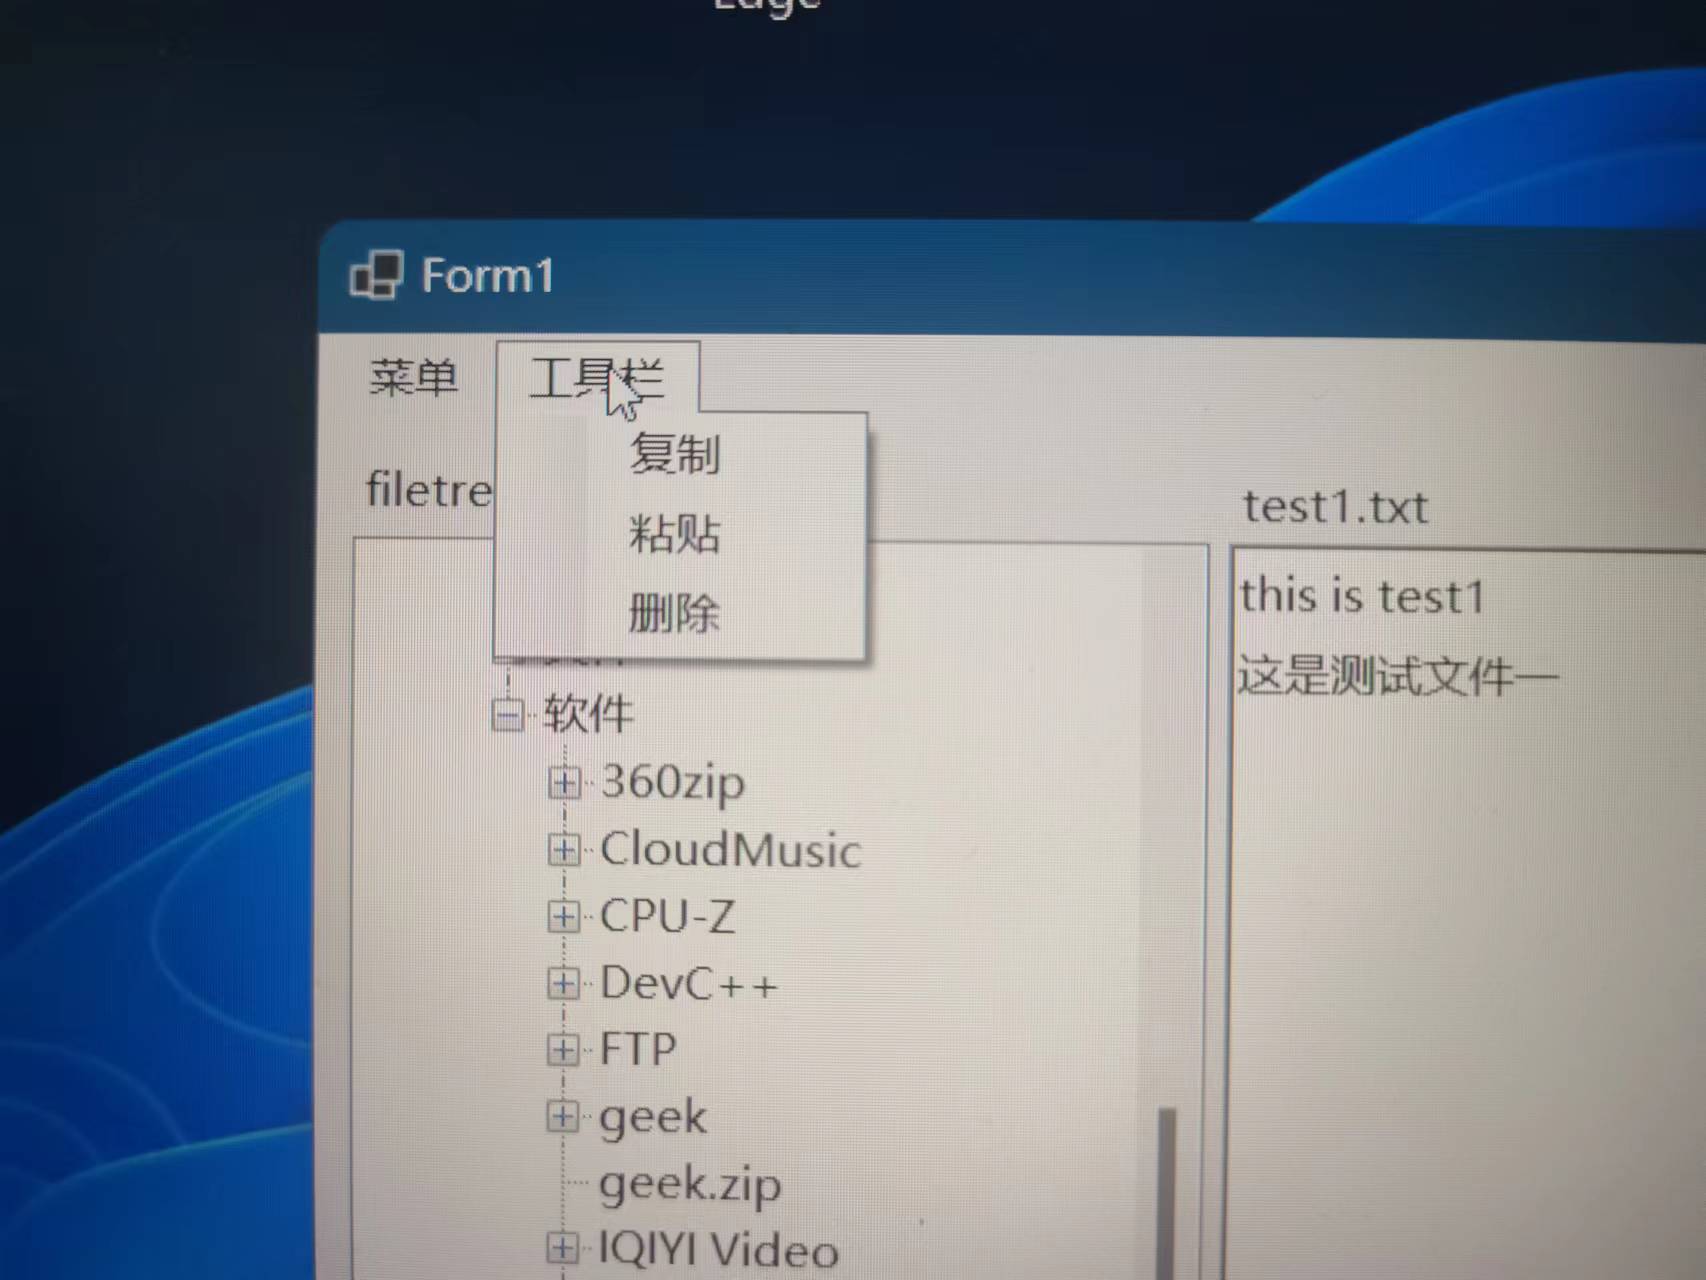 Edge
Form1
菜单 工具栏
复制
粘贴
删除
filetre
test1.txt
this is test1
这是测试文件一
软件
360zip
CloudMusic
CPU-Z
DevC++
FTP
geek
geek.zip
IQIYI Video